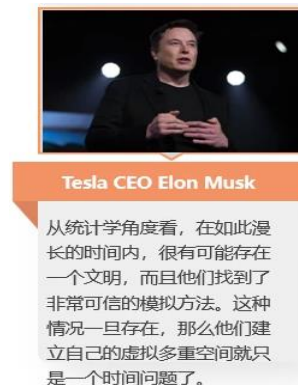 Tesla CEO Elon Musk
从统计学角度看，在如此漫
长的时间内，很有可能存在
一个文明，而且他们找到了
非常可信的模拟方法。这种
情况一旦存在，那么他们建
立自己的虚拟多重空间就只
是一个时间问题了。